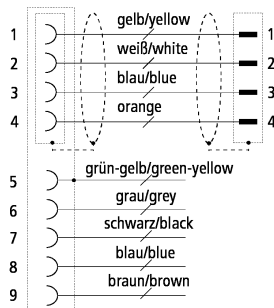 gelb/yellow
1 1
weiß/white
2 2
blau/blue
3 3
orange
4 4
grün-gelb/green-yellow
5
grau/grey
6
schwarz/black
7
blau/blue
8
braun/brown
9